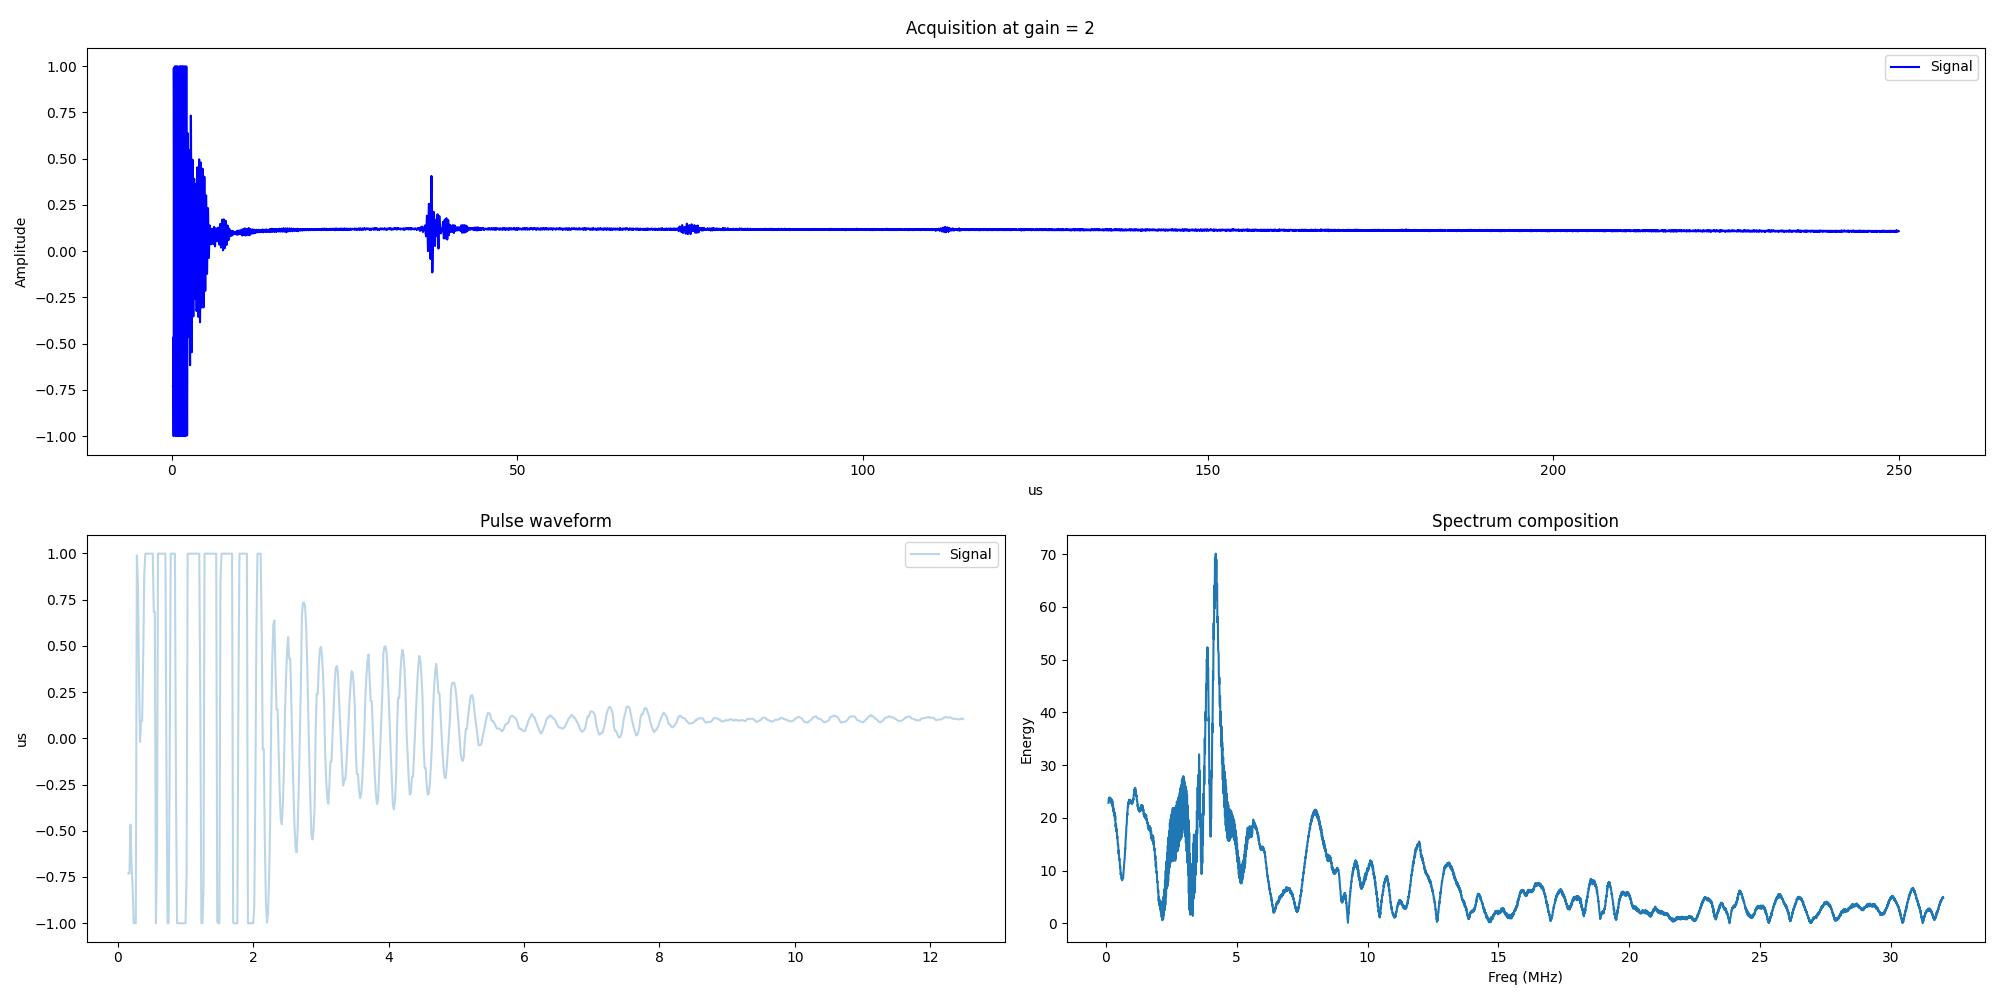 Acquisition at gain = 2
Signal
1.00
0.75
0.50
0.25
0.00
−0.25
−0.50
−0.75
−1.00
Amplitude
0 50 100 150 200 250
us
Pulse waveform
Signal
1.00
0.75
0.50
0.25
0.00
−0.25
−0.50
−0.75
−1.00
us
0 2 4 6 8 10 12
Spectrum composition
70
60
50
40
30
20
10
0
Energy
0 5 10 15 20 25 30
Freq (MHz)